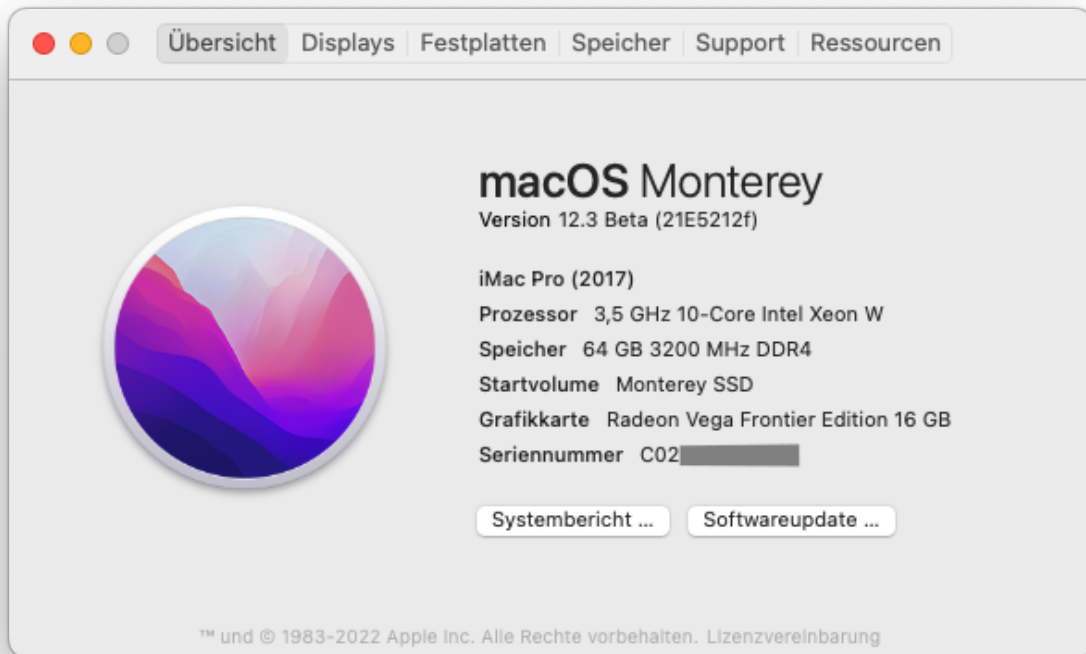 Übersicht Displays Festplatten Speicher Support Ressourcen
macOS Monterey
Version 12.3 Beta (21E5212f)
iMac Pro (2017)
Prozessor 3,5 GHz 10-Core Intel Xeon W
Speicher 64 GB 3200 MHz DDR4
Startvolume Monterey SSD
Grafikkarte Radeon Vega Frontier Edition 16 GB
Seriennummer C02
Systembericht ... Softwareupdate ...
™ und © 1983-2022 Apple Inc. Alle Rechte vorbehalten. Lizenzvereinbarung